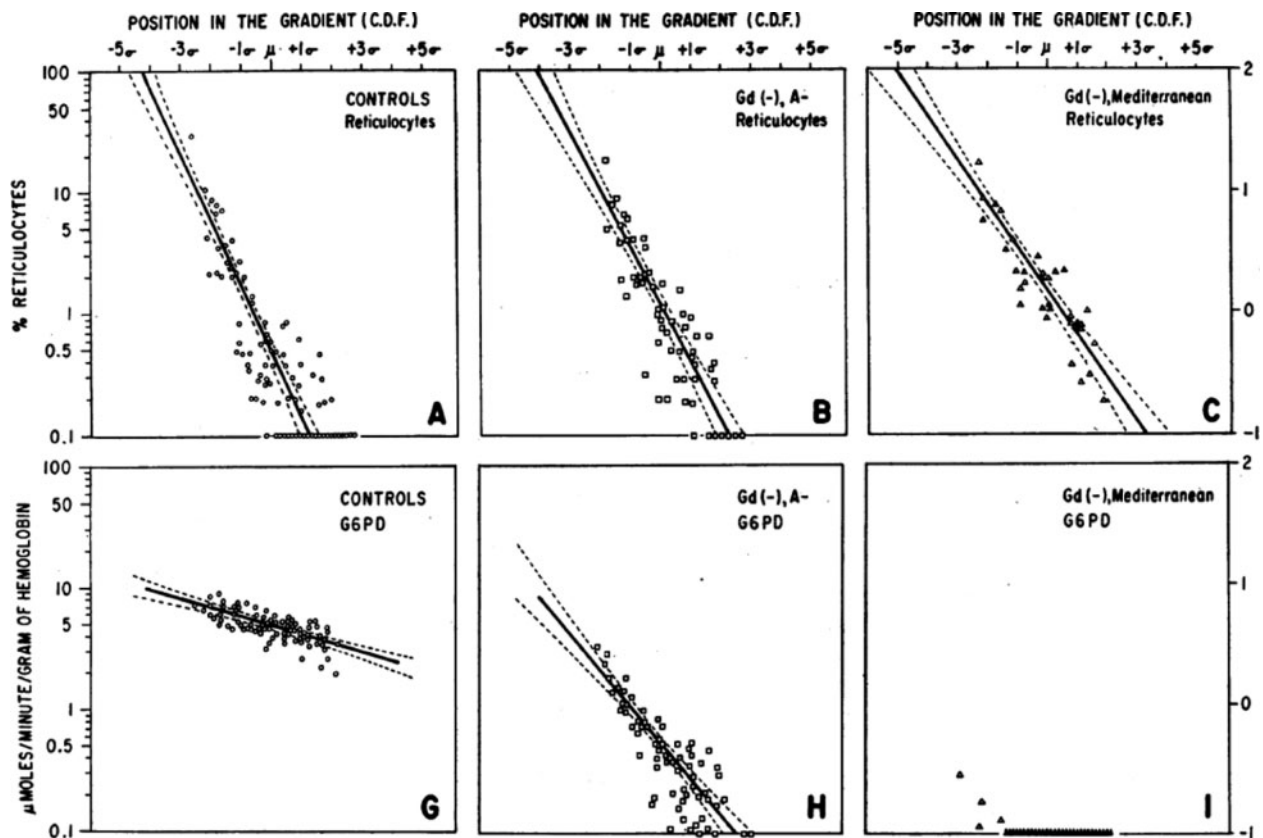 POSITION IN THE GRADIENT (C.D.F.) POSITION IN THE GRADIENT (C.D.F.) POSITION IN THE GRADIENT (C.D.F.)
-5σ -3σ -1σ μ +1σ +3σ +5σ -5σ -3σ -1σ μ +1σ +3σ +5σ -5σ -3σ -1σ μ +1σ +3σ +5σ
% RETICULOCYTES
100
50
10
5
1
0.5
0.1
CONTROLS
Reticulocytes
A
Gd (-), A-
Reticulocytes
B
Gd (-), Mediterranean
Reticulocytes
C
2
1
0
-1
μMOLES/MINUTE/GRAM OF HEMOGLOBIN
100
50
10
5
1
0.5
0.1
CONTROLS
G6PD
G
Gd (-), A-
G6PD
H
Gd (-), Mediterranean
G6PD
I
2
1
0
-1